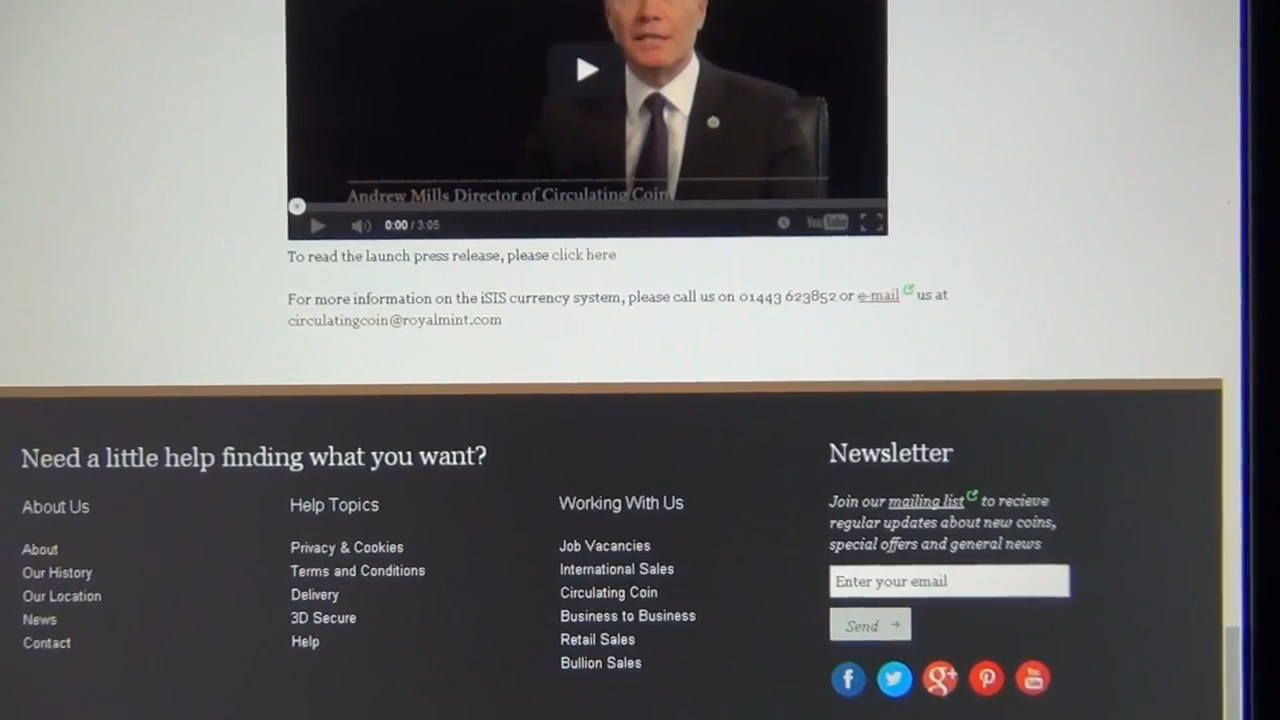 Andrew Mills Director of Circulating Coin
0:00 / 3:05
YouTube
To read the launch press release, please click here
For more information on the iSIS currency system, please call us on 01443 623852 or e-mail us at
circulatingcoin@royalmint.com
Need a little help finding what you want?
About Us
About
Our History
Our Location
News
Contact
Help Topics
Privacy & Cookies
Terms and Conditions
Delivery
3D Secure
Help
Working With Us
Job Vacancies
International Sales
Circulating Coin
Business to Business
Retail Sales
Bullion Sales
Newsletter
Join our mailing list to recieve
regular updates about new coins,
special offers and general news
Enter your email
Send
f
g+
You
Tube